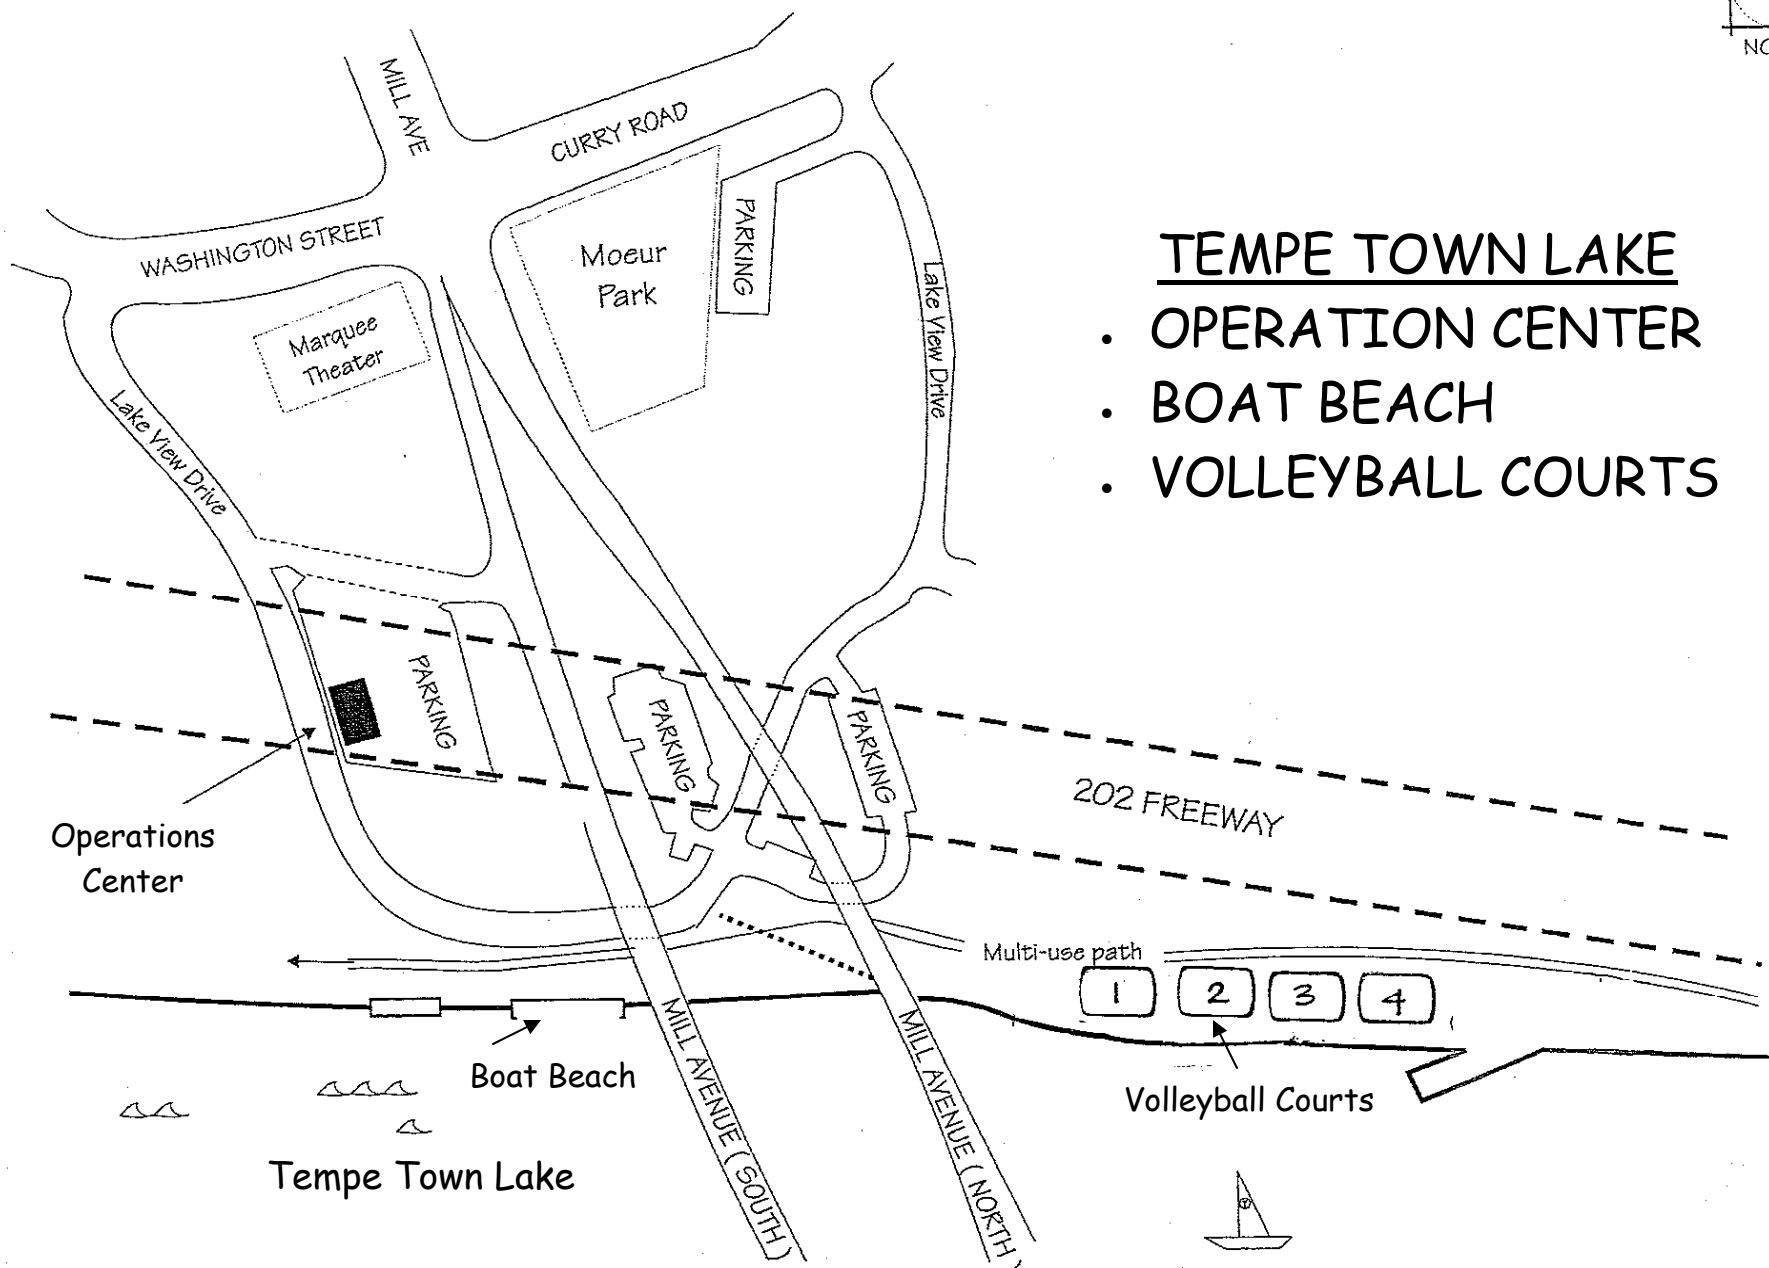 NO
MILL AVE
CURRY ROAD
WASHINGTON STREET
PARKING
Moeur
Park
Marquee
Theater
Lake View Drive
Lake View Drive
TEMPE TOWN LAKE
• OPERATION CENTER
• BOAT BEACH
• VOLLEYBALL COURTS
PARKING
PARKING
PARKING
202 FREEWAY
Operations
Center
Multi-use path
1 2 3 4
Boat Beach
Volleyball Courts
MILL AVENUE (SOUTH)
MILL AVENUE (NORTH)
Tempe Town Lake